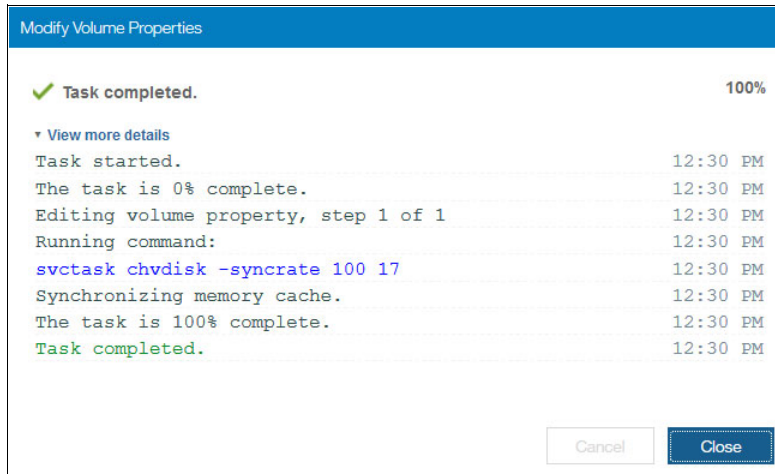 Modify Volume Properties
Task completed. 100%
View more details
Task started. 12:30 PM
The task is 0% complete. 12:30 PM
Editing volume property, step 1 of 1 12:30 PM
Running command: 12:30 PM
svctask chvdisk -syncrate 100 17 12:30 PM
Synchronizing memory cache. 12:30 PM
The task is 100% complete. 12:30 PM
Task completed. 12:30 PM
Cancel Close